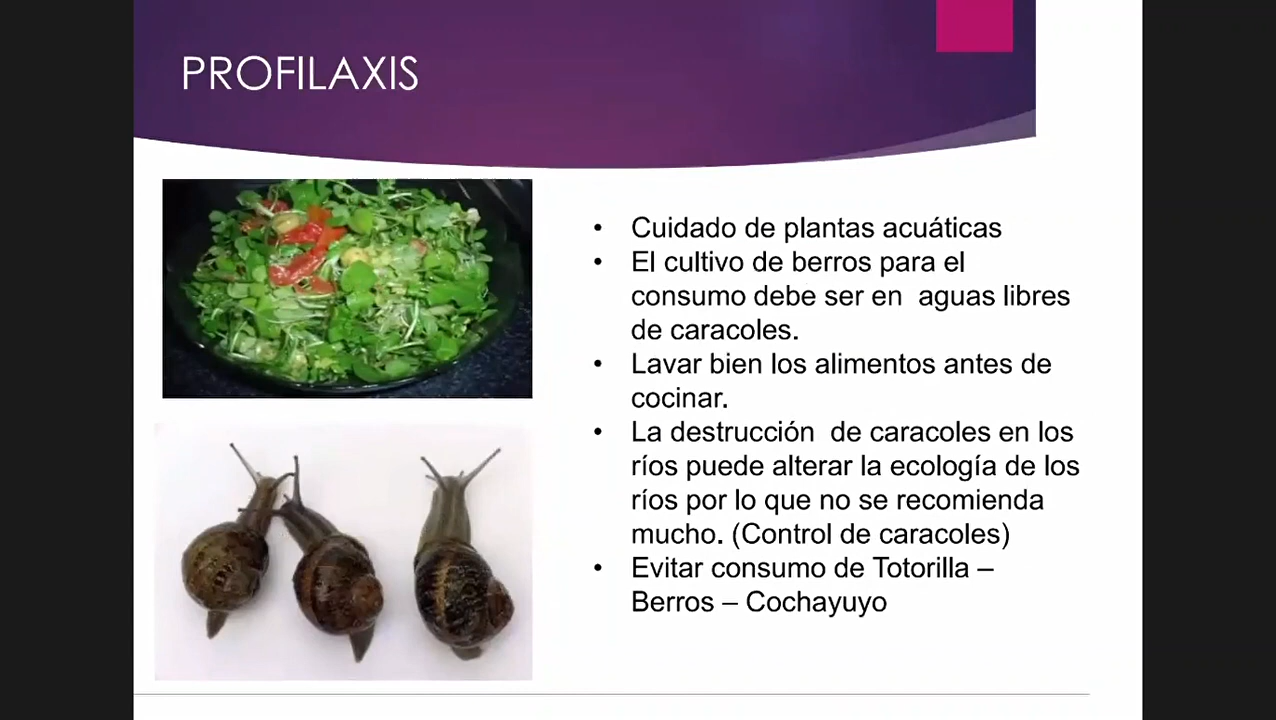 PROFILAXIS
• Cuidado de plantas acuáticas
• El cultivo de berros para el
consumo debe ser en aguas libres
de caracoles.
• Lavar bien los alimentos antes de
cocinar.
• La destrucción de caracoles en los
ríos puede alterar la ecología de los
ríos por lo que no se recomienda
mucho. (Control de caracoles)
• Evitar consumo de Totorilla –
Berros – Cochayuyo